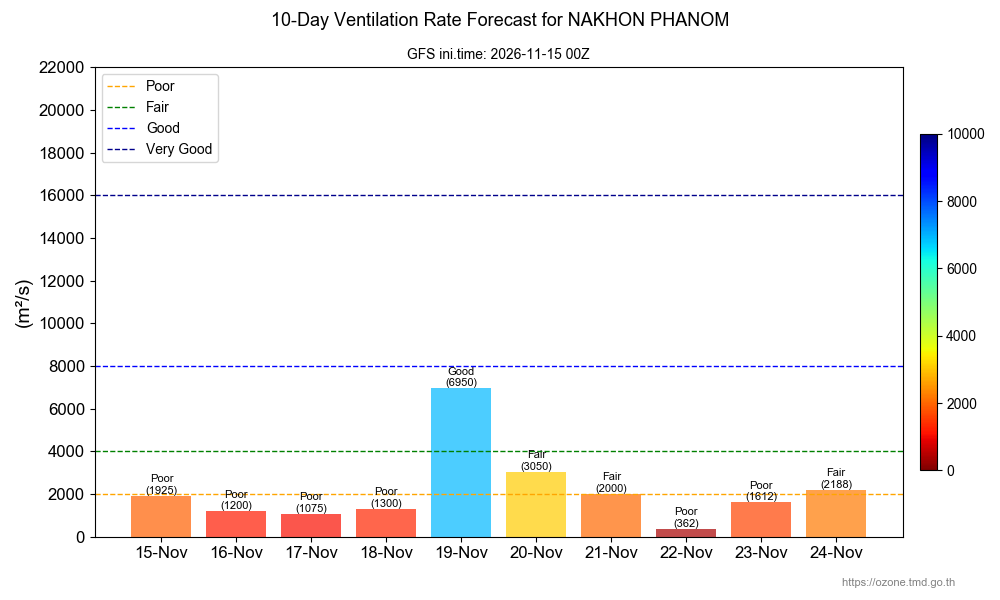 10-Day Ventilation Rate Forecast for NAKHON PHANOM
GFS ini.time: 2026-11-15 00Z
(m²/s)
22000
20000
18000
16000
14000
12000
10000
8000
6000
4000
2000
0
Poor
Fair
Good
Very Good
Poor
(1925)
Poor
(1200)
Poor
(1075)
Poor
(1300)
Good
(6950)
Fair
(3050)
Fair
(2000)
Poor
(362)
Poor
(1612)
Fair
(2188)
15-Nov
16-Nov
17-Nov
18-Nov
19-Nov
20-Nov
21-Nov
22-Nov
23-Nov
24-Nov
10000
8000
6000
4000
2000
0
https://ozone.tmd.go.th